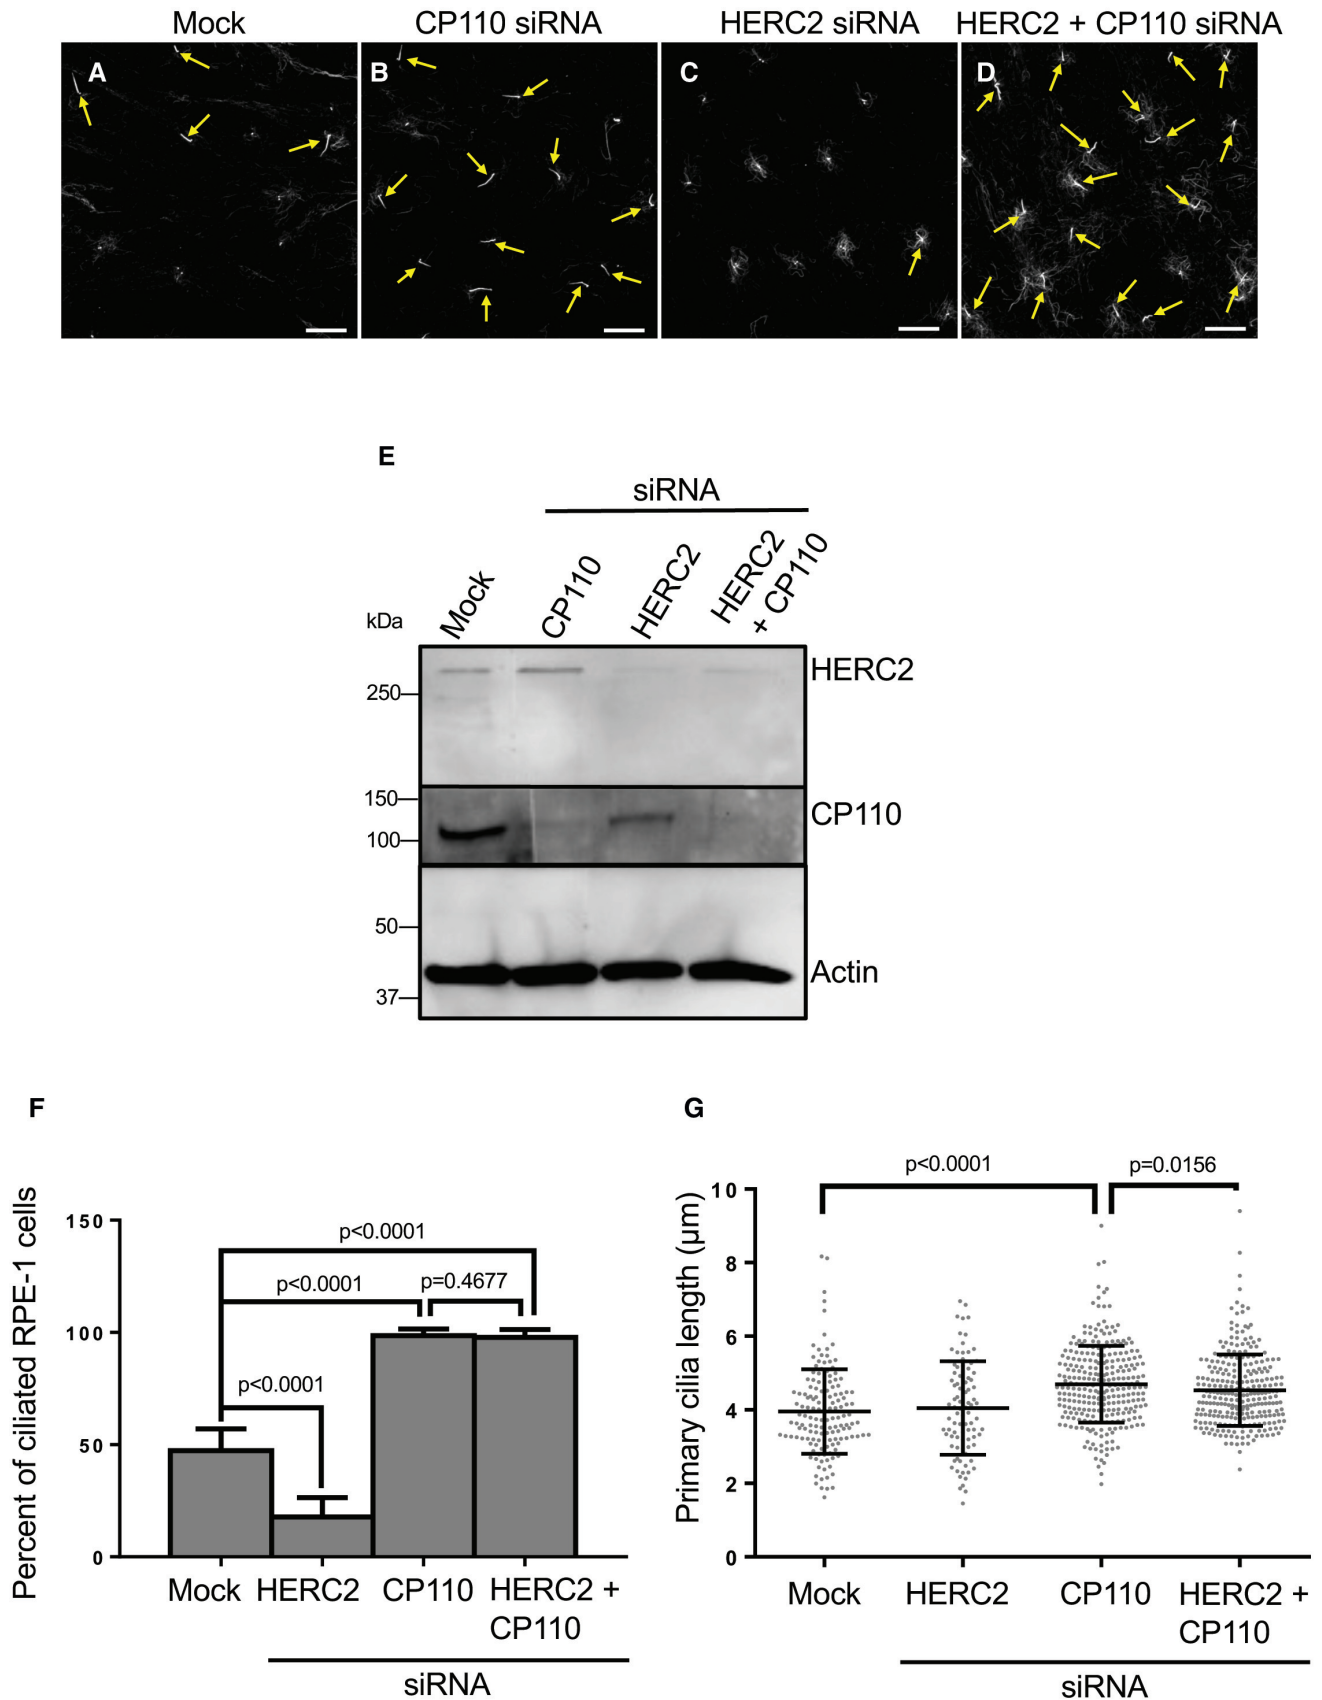 Mock CP110 siRNA HERC2 siRNA HERC2 + CP110 siRNA
A B C D
E
siRNA
Mock CP110 HERC2 HERC2 + CP110
kDa
HERC2
250
150
CP110
100
50
Actin
37
F
Percent of ciliated RPE-1 cells
150
100
50
0
p<0.0001
p<0.0001 p=0.4677
p<0.0001
Mock HERC2 CP110 HERC2 +
CP110
siRNA
G
Primary cilia length (μm)
10
8
6
4
2
0
p<0.0001 p=0.0156
Mock HERC2 CP110 HERC2 +
CP110
siRNA